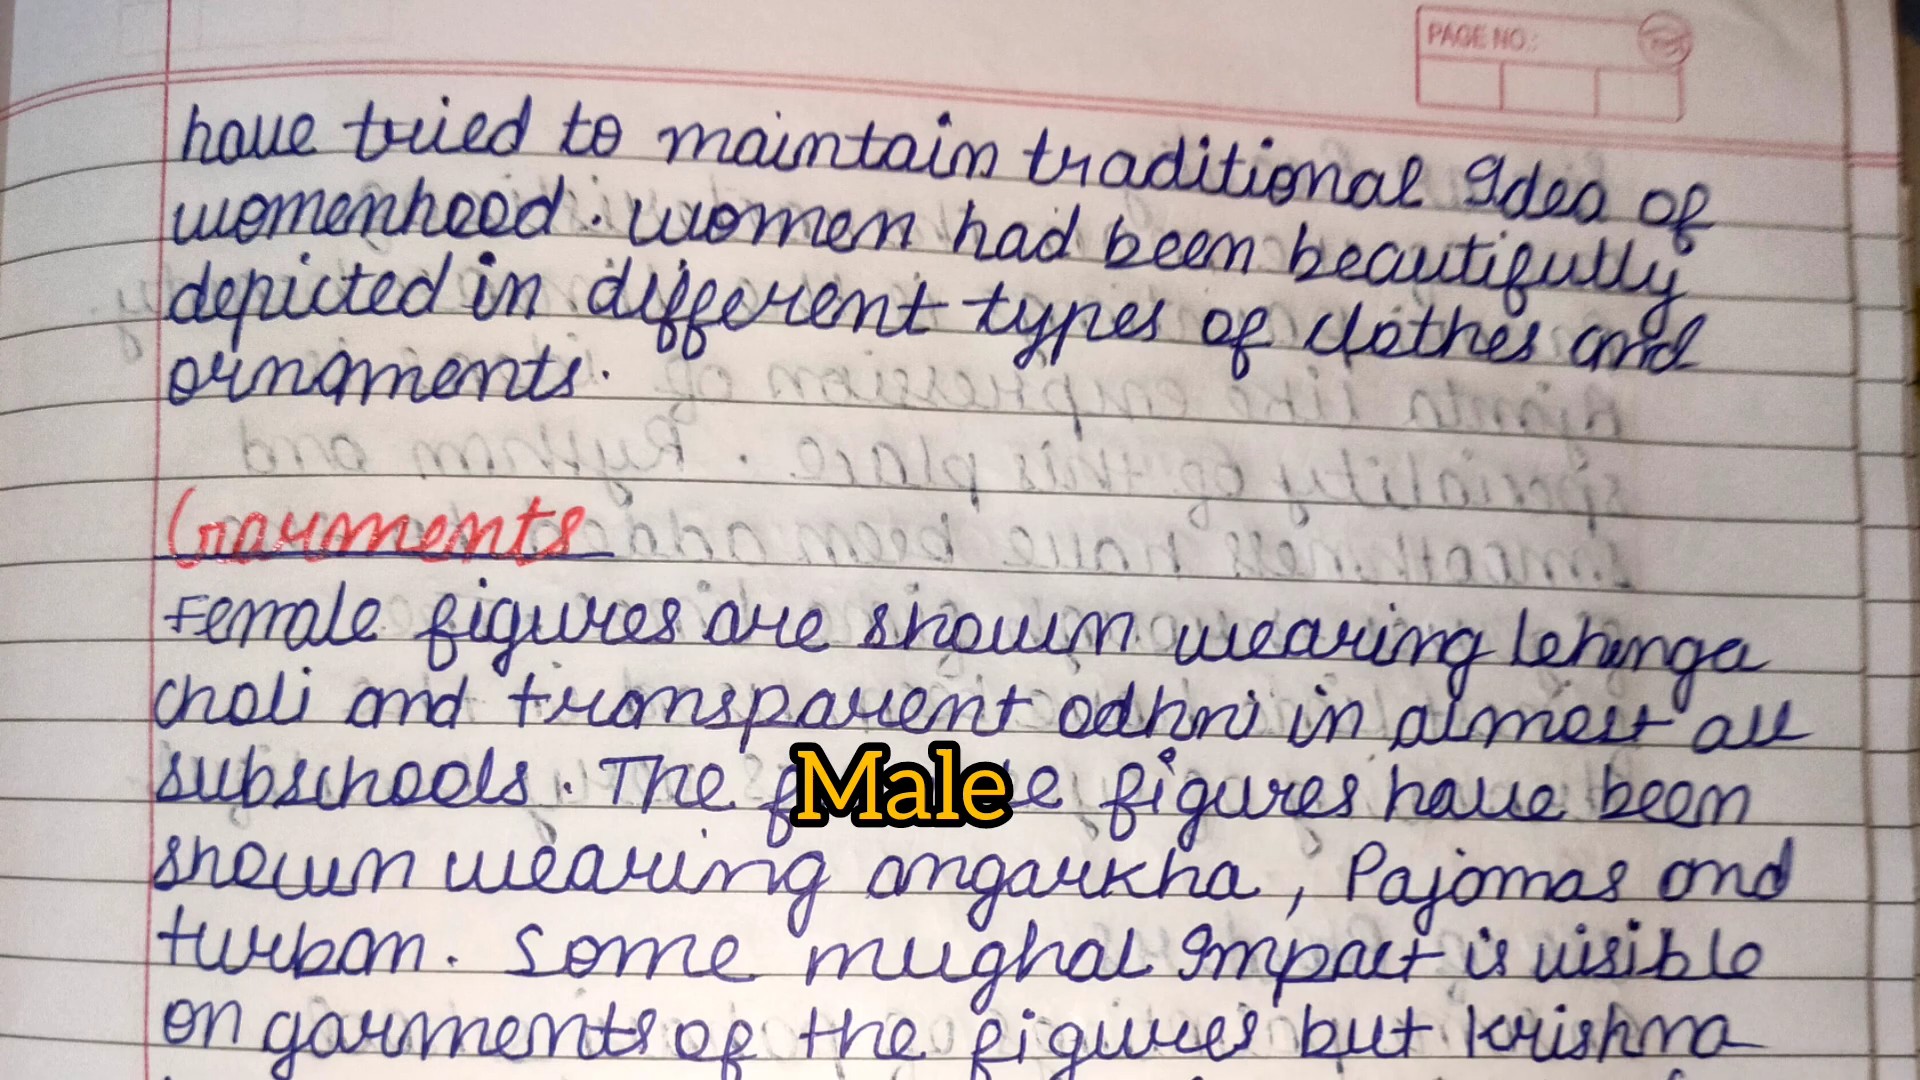 PAGE NO.:
have tried to maintain traditional Idea of
womenhood. women had been beautifully
depicted in different types of clothes and
ornaments.
Garments
Female figures are shown wearing lehenga
choli and transparent odhni in almost all
subschools. The Male figures have been
shown wearing angarkha, Pajamas and
turban. Some mughal Impact is visible
on garments of the figures but Krishna